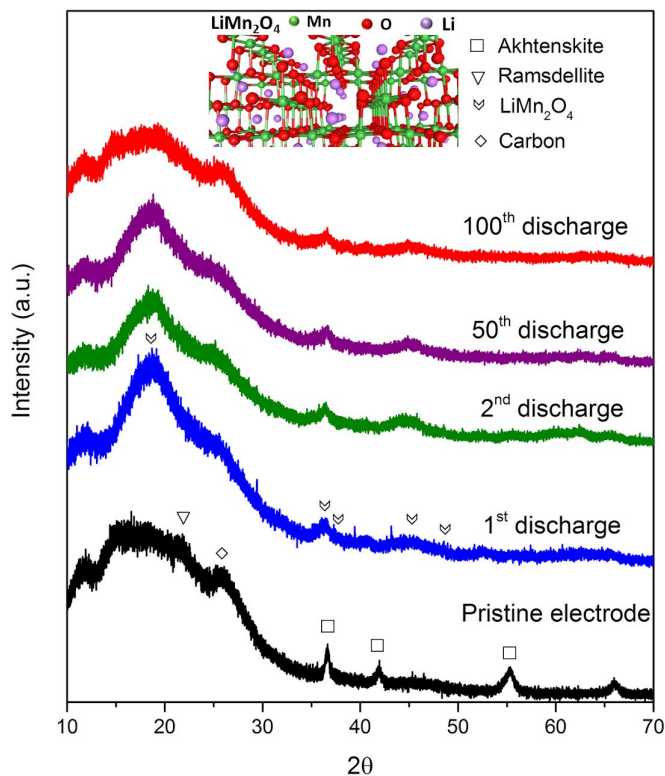 LiMn₂O₄ Mn O Li
Akhtenskite
Ramsdellite
LiMn₂O₄
Carbon
100th discharge
50th discharge
2nd discharge
1st discharge
Pristine electrode
Intensity (a.u.)
10 20 30 40 50 60 70
2θ